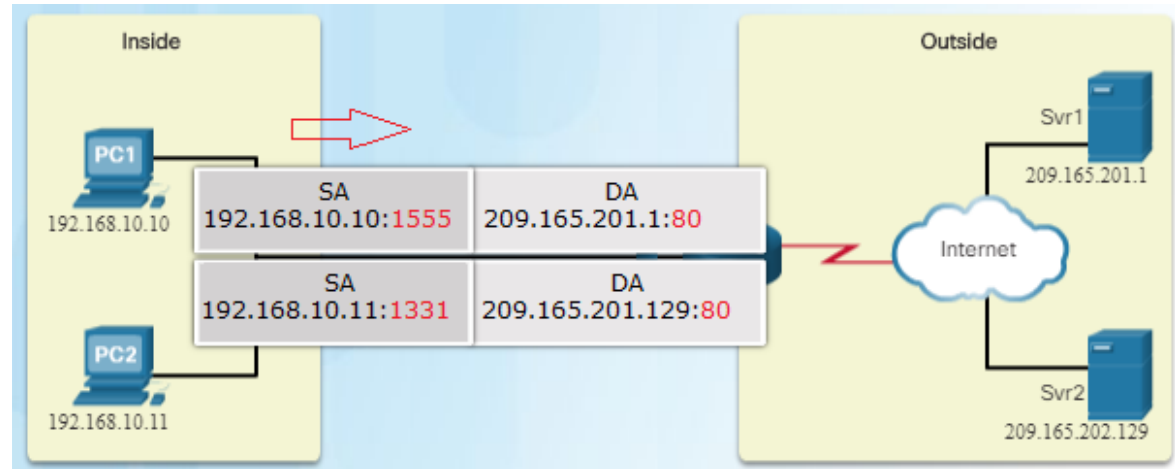 Inside
Outside
PC1
192.168.10.10
SA
192.168.10.10:1555
DA
209.165.201.1:80
SA
192.168.10.11:1331
DA
209.165.201.129:80
PC2
192.168.10.11
Svr1
209.165.201.1
Internet
Svr2
209.165.202.129